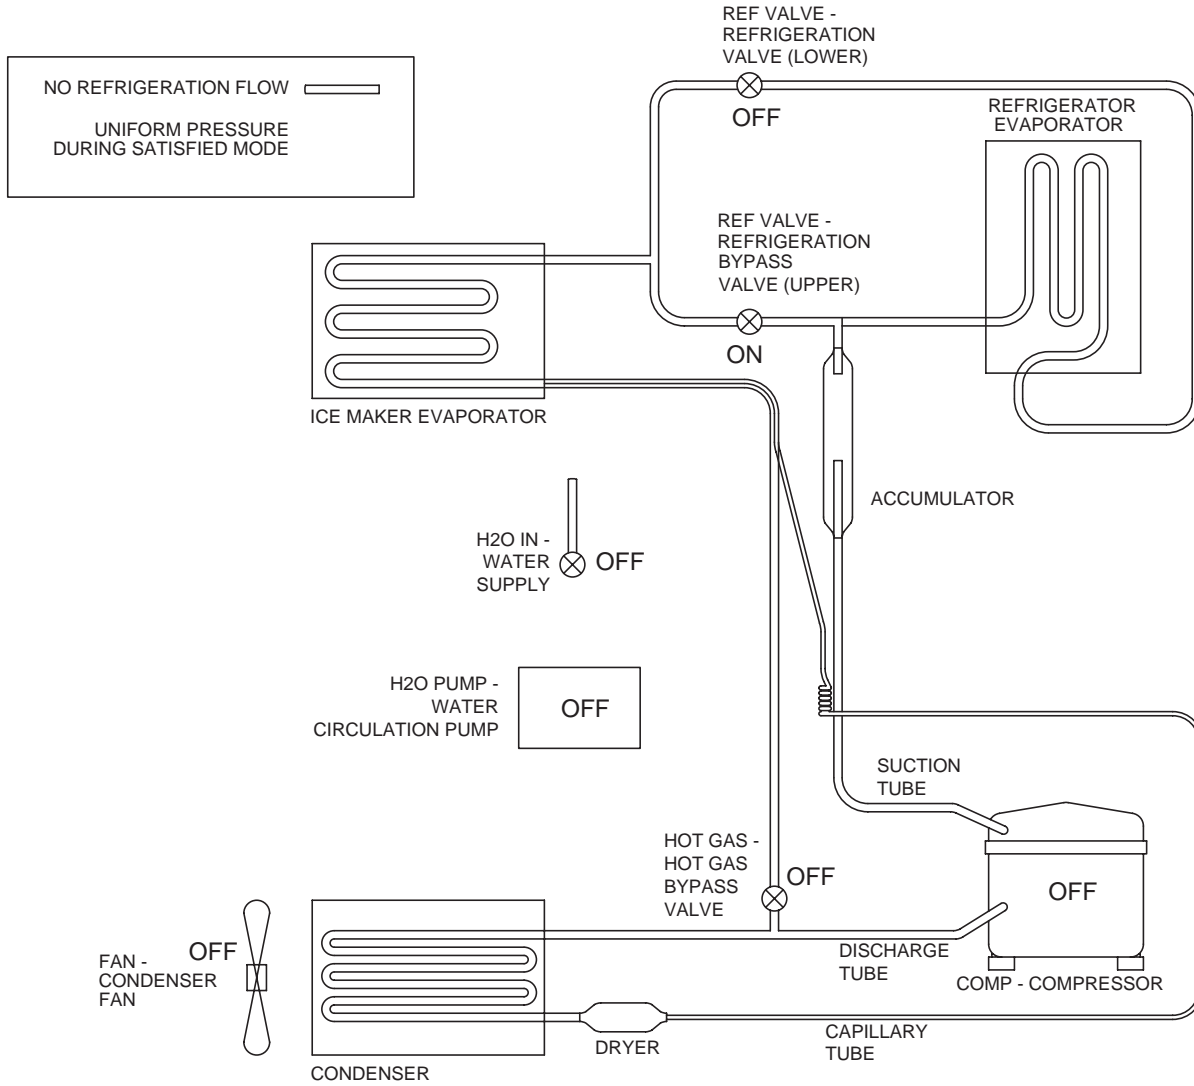 REF VALVE -
REFRIGERATION
VALVE (LOWER)
OFF
NO REFRIGERATION FLOW
UNIFORM PRESSURE
DURING SATISFIED MODE
REFRIGERATOR
EVAPORATOR
REF VALVE -
REFRIGERATION
BYPASS
VALVE (UPPER)
ON
ICE MAKER EVAPORATOR
ACCUMULATOR
H2O IN -
WATER
SUPPLY
OFF
H2O PUMP -
WATER
CIRCULATION PUMP
OFF
SUCTION
TUBE
HOT GAS -
HOT GAS
BYPASS
VALVE
OFF
OFF
COMP - COMPRESSOR
DISCHARGE
TUBE
OFF
FAN -
CONDENSER
FAN
DRYER
CAPILLARY
TUBE
CONDENSER